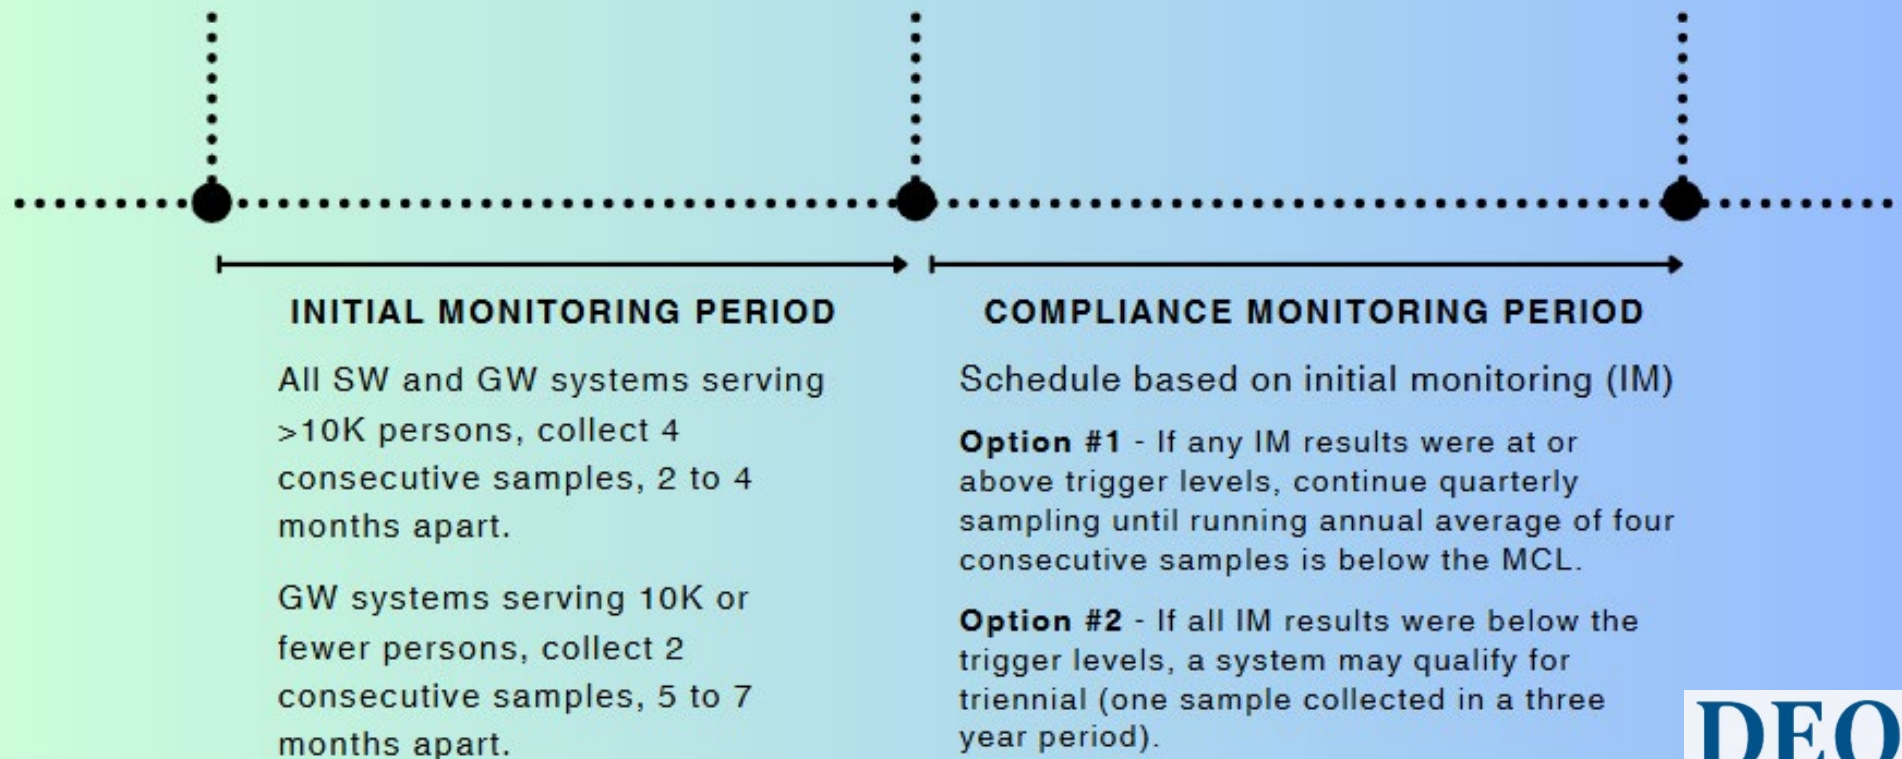 INITIAL MONITORING PERIOD
All SW and GW systems serving
>10K persons, collect 4
consecutive samples, 2 to 4
months apart.
GW systems serving 10K or
fewer persons, collect 2
consecutive samples, 5 to 7
months apart.
COMPLIANCE MONITORING PERIOD
Schedule based on initial monitoring (IM)
Option #1 - If any IM results were at or
above trigger levels, continue quarterly
sampling until running annual average of four
consecutive samples is below the MCL.
Option #2 - If all IM results were below the
trigger levels, a system may qualify for
triennial (one sample collected in a three
year period).
DEQ